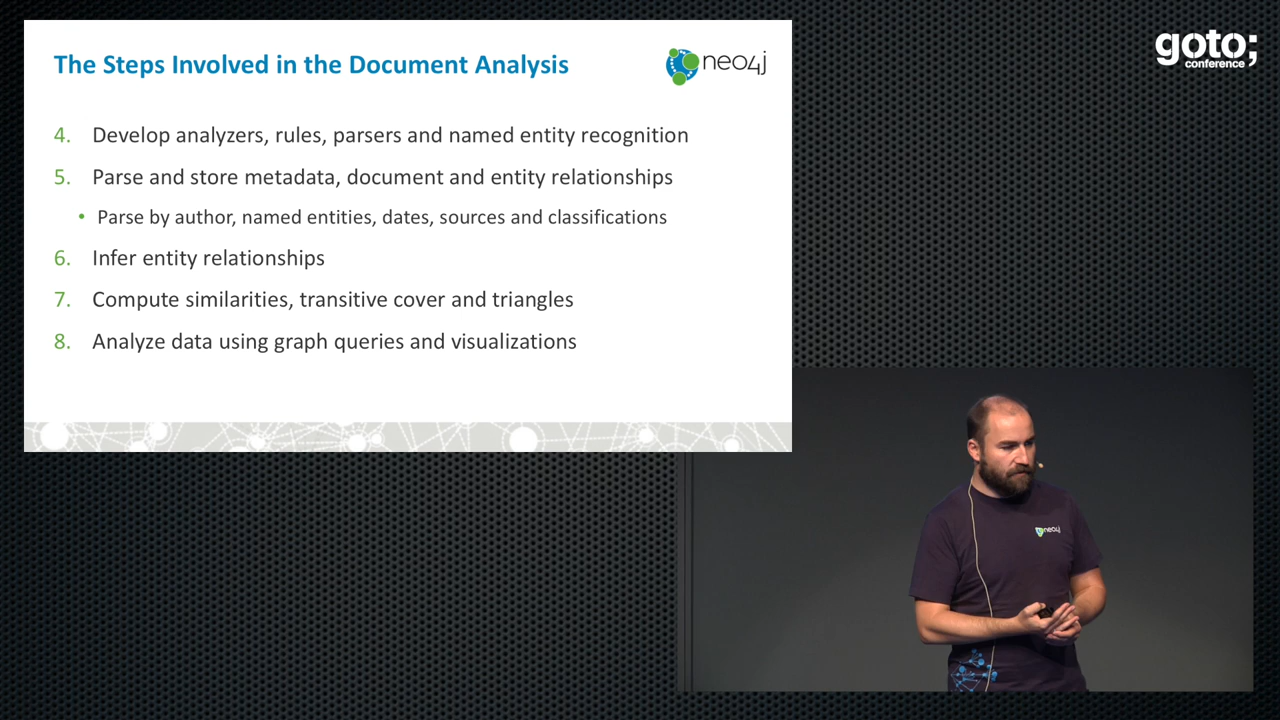 The Steps Involved in the Document Analysis
neo4j
goto;
conference
4. Develop analyzers, rules, parsers and named entity recognition
5. Parse and store metadata, document and entity relationships
• Parse by author, named entities, dates, sources and classifications
6. Infer entity relationships
7. Compute similarities, transitive cover and triangles
8. Analyze data using graph queries and visualizations
neo4j